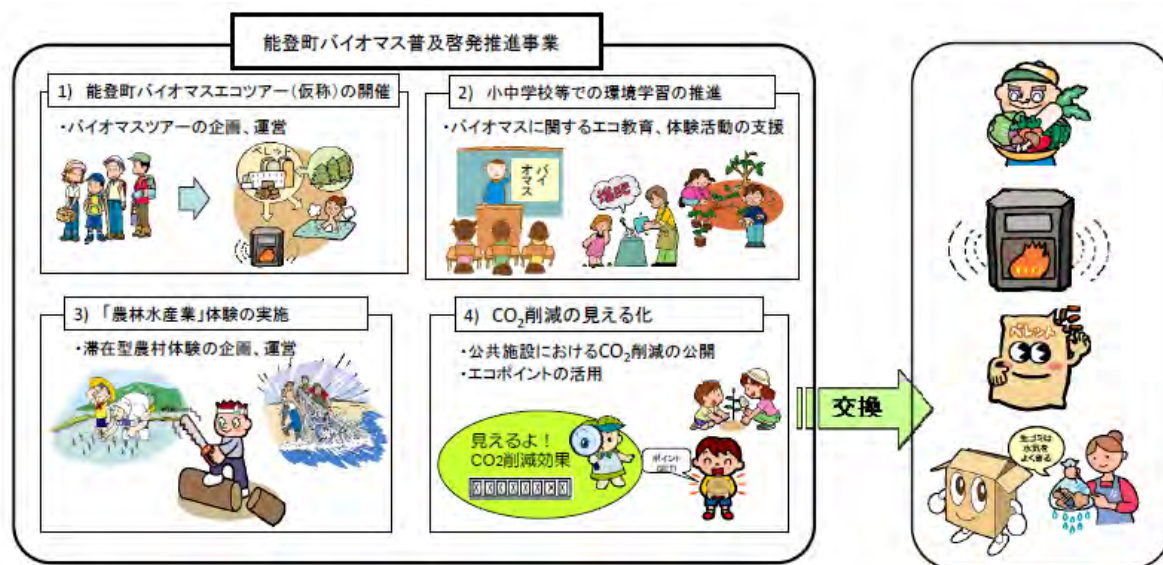 能登町バイオマス普及啓発推進事業
1) 能登町バイオマスエコツアー(仮称)の開催
・バイオマスツアーの企画、運営
ペレット
2) 小中学校等での環境学習の推進
・バイオマスに関するエコ教育、体験活動の支援
バイオマス
3) 「農林水産業」体験の実施
・滞在型農村体験の企画、運営
4) CO2削減の見える化
・公共施設におけるCO2削減の公開
・エコポイントの活用
見えるよ!
CO2削減効果
ポイント
GET!
交換
ペレット
生ゴミは
水気を
よくきる